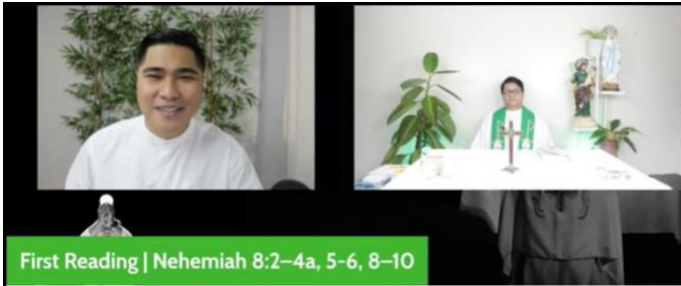 First Reading | Nehemiah 8:2–4a, 5-6, 8–10